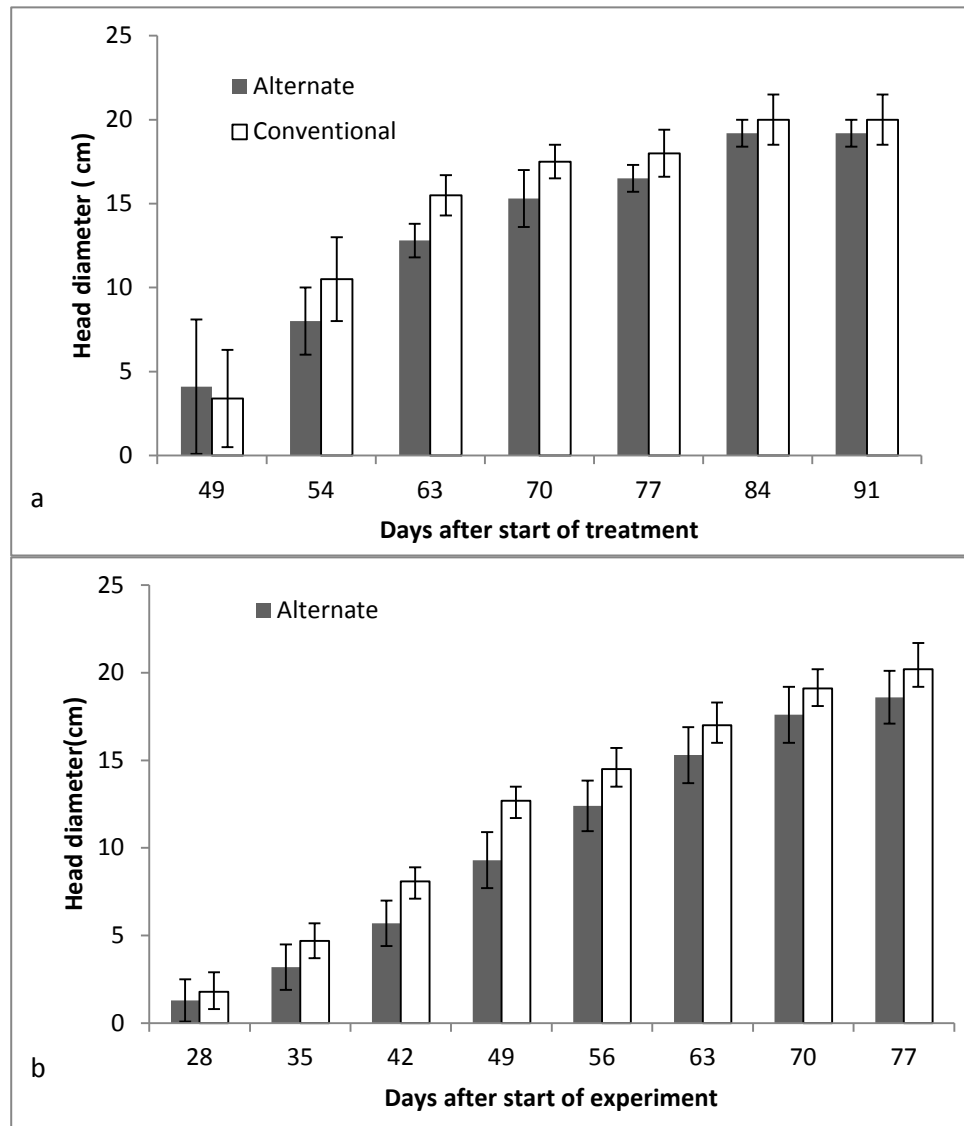 25
20
15
10
5
0
Head diameter ( cm)
Alternate
Conventional
49 54 63 70 77 84 91
Days after start of treatment
a
25
20
15
10
5
0
Head diameter(cm)
Alternate
28 35 42 49 56 63 70 77
Days after start of experiment
b